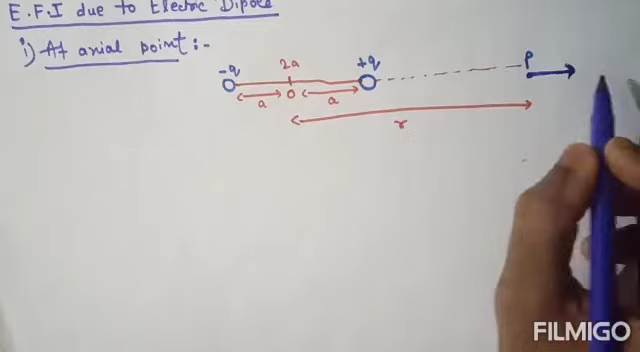 E.F.I due to Electric Dipole
i) At axial point :-
-q 2a +q P
a o a
r
FILMIGO